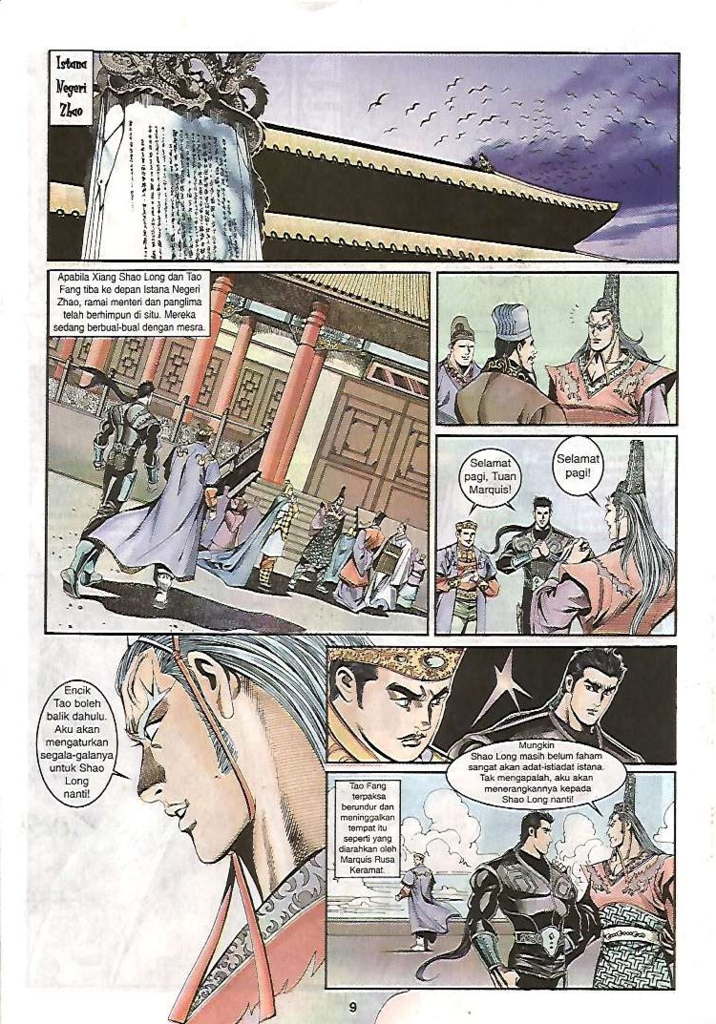 Istana
Negeri
Zhao
Apabila Xiang Shao Long dan Tao
Fang tiba ke depan Istana Negeri
Zhao, ramai menteri dan panglima
telah berhimpun di situ. Mereka
sedang berbual-bual dengan mesra.
Selamat
pagi, Tuan
Marquis!
Selamat
pagi!
Encik
Tao boleh
balik dahulu.
Aku akan
mengaturkan
segala-galanya
untuk Shao
Long
nanti!
Mungkin
Shao Long masih belum faham
sangat akan adat-istiadat istana.
Tak mengapalah, aku akan
menerangkannya kepada
Shao Long nanti!
Tao Fang
terpaksa
berundur dan
meninggalkan
tempat itu
seperti yang
diarahkan oleh
Marquis Rusa
Keramat.
9